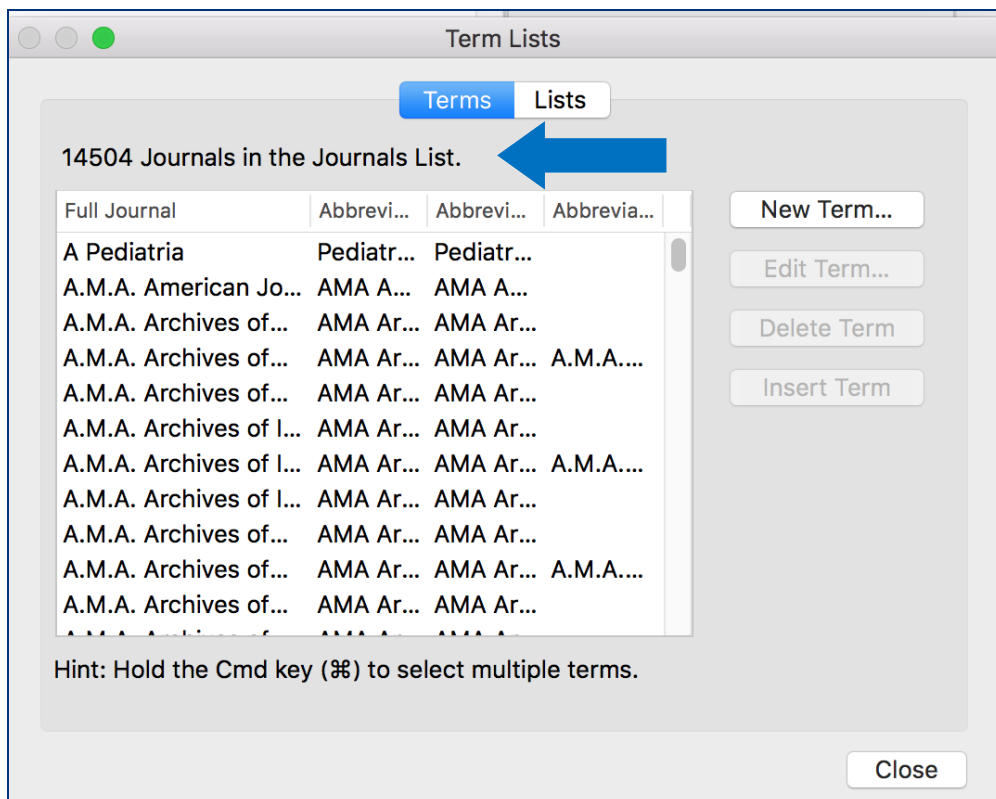 Term Lists
Terms Lists
14504 Journals in the Journals List.
Full Journal Abbrevi... Abbrevi... Abbrevia...
New Term...
A Pediatria Pediatr... Pediatr...
Edit Term...
A.M.A. American Jo... AMA A... AMA A...
A.M.A. Archives of... AMA Ar... AMA Ar...
Delete Term
A.M.A. Archives of... AMA Ar... AMA Ar... A.M.A....
Insert Term
A.M.A. Archives of... AMA Ar... AMA Ar...
A.M.A. Archives of I... AMA Ar... AMA Ar...
A.M.A. Archives of I... AMA Ar... AMA Ar... A.M.A....
A.M.A. Archives of I... AMA Ar... AMA Ar...
A.M.A. Archives of... AMA Ar... AMA Ar...
A.M.A. Archives of... AMA Ar... AMA Ar... A.M.A....
A.M.A. Archives of... AMA Ar... AMA Ar...
Hint: Hold the Cmd key (⌘) to select multiple terms.
Close